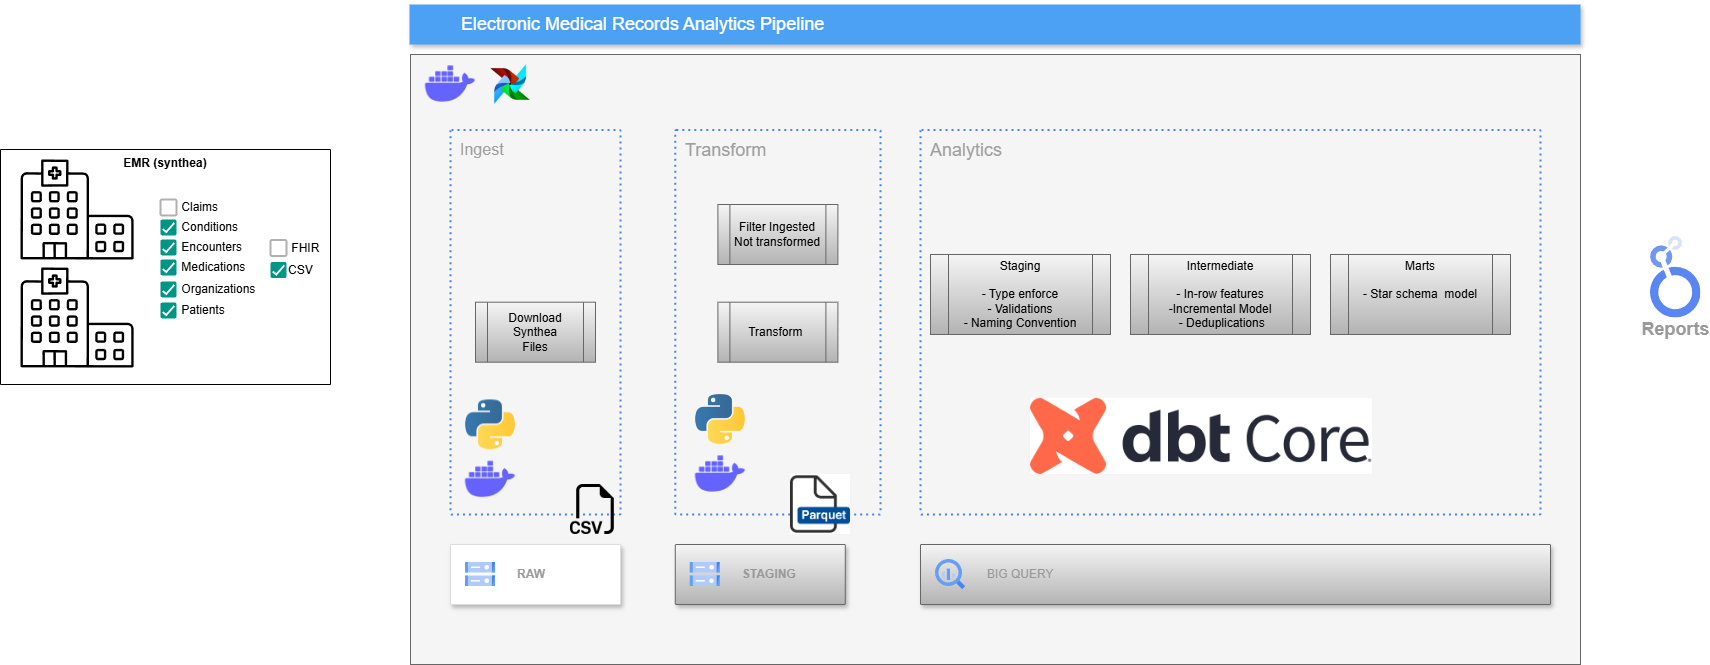 Electronic Medical Records Analytics Pipeline
EMR (synthea)
Claims
Conditions
Encounters
Medications
Organizations
Patients
FHIR
CSV
Ingest
Download
Synthea
Files
CSV
RAW
Transform
Filter Ingested
Not transformed
Transform
Parquet
STAGING
Analytics
Staging
- Type enforce
- Validations
- Naming Convention
Intermediate
- In-row features
-Incremental Model
- Deduplications
Marts
- Star schema model
dbt Core
BIG QUERY
Reports